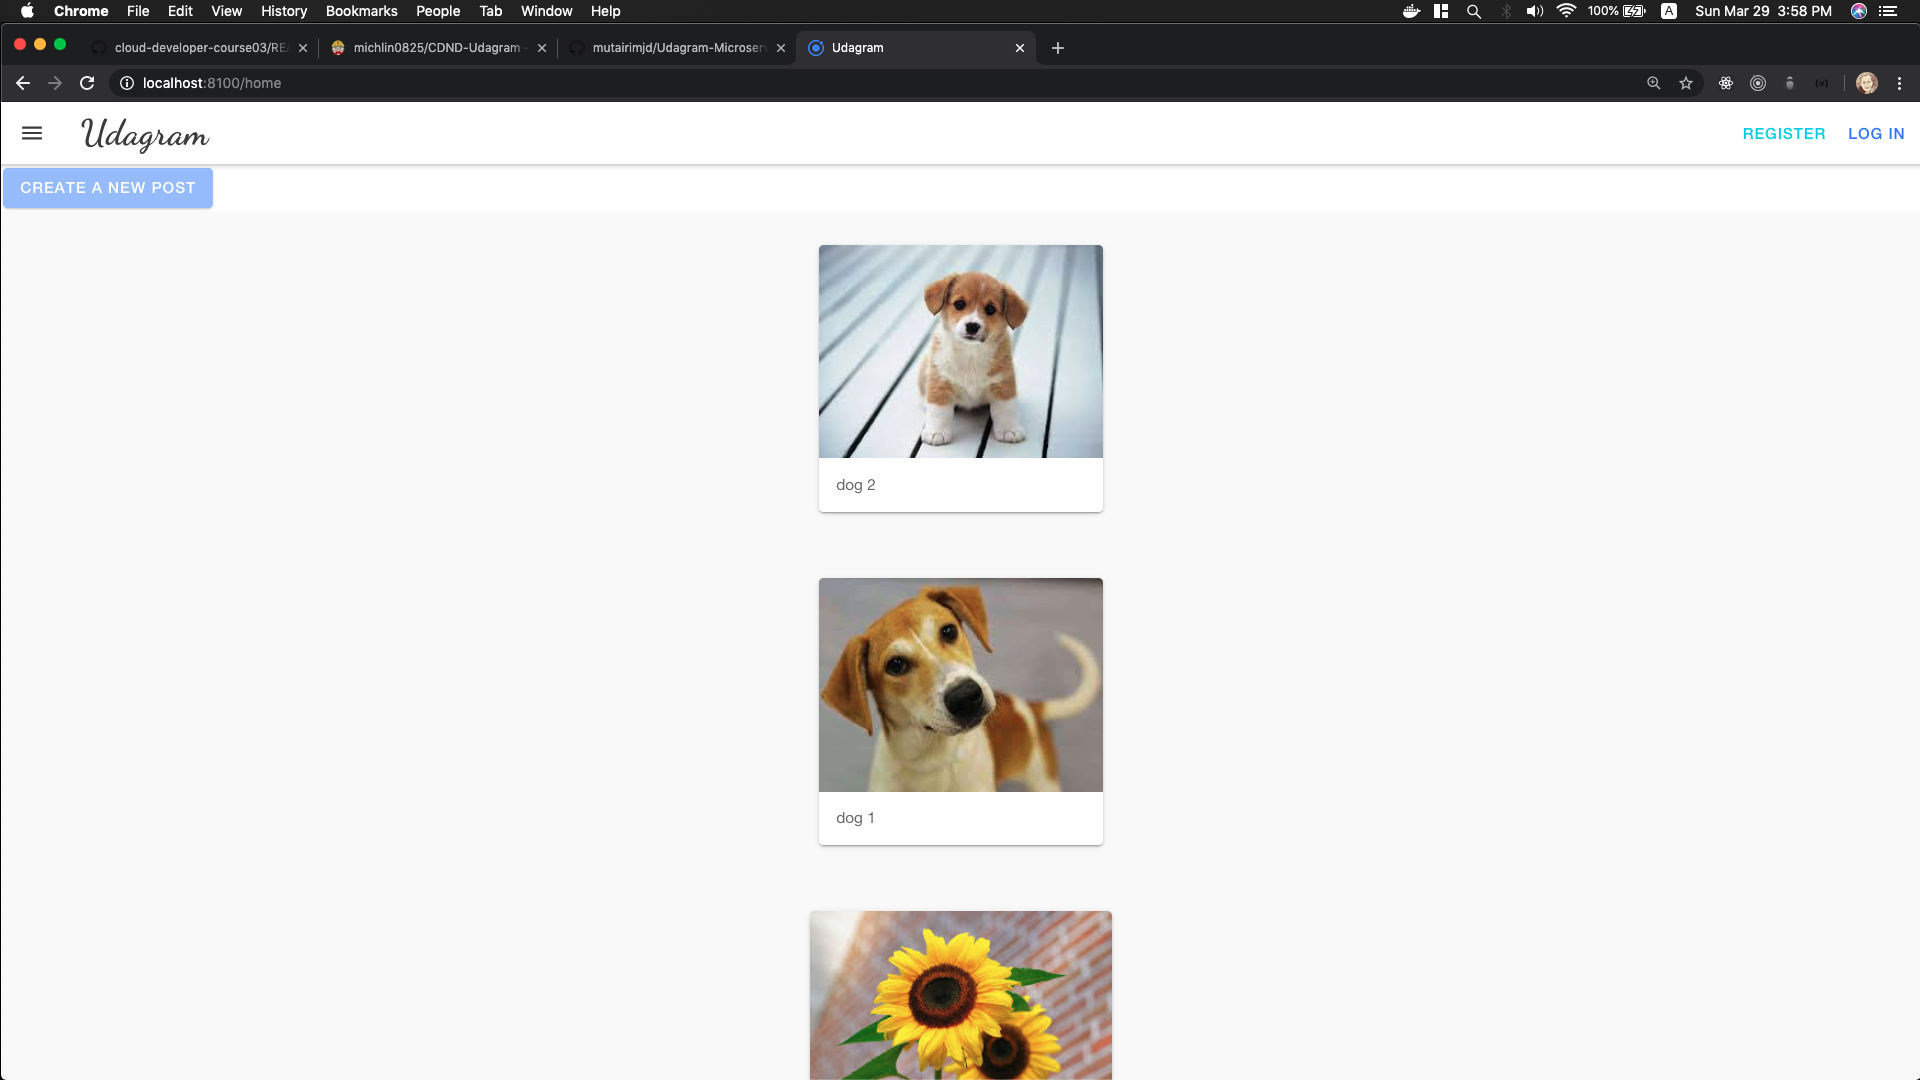 Chrome File Edit View History Bookmarks People Tab Window Help 100% A Sun Mar 29 3:58 PM
cloud-developer-course03/RE michlin0825/CDND-Udagram mutairimjd/Udagram-Microser Udagram
localhost:8100/home
Udagram REGISTER LOG IN
CREATE A NEW POST
dog 2
dog 1